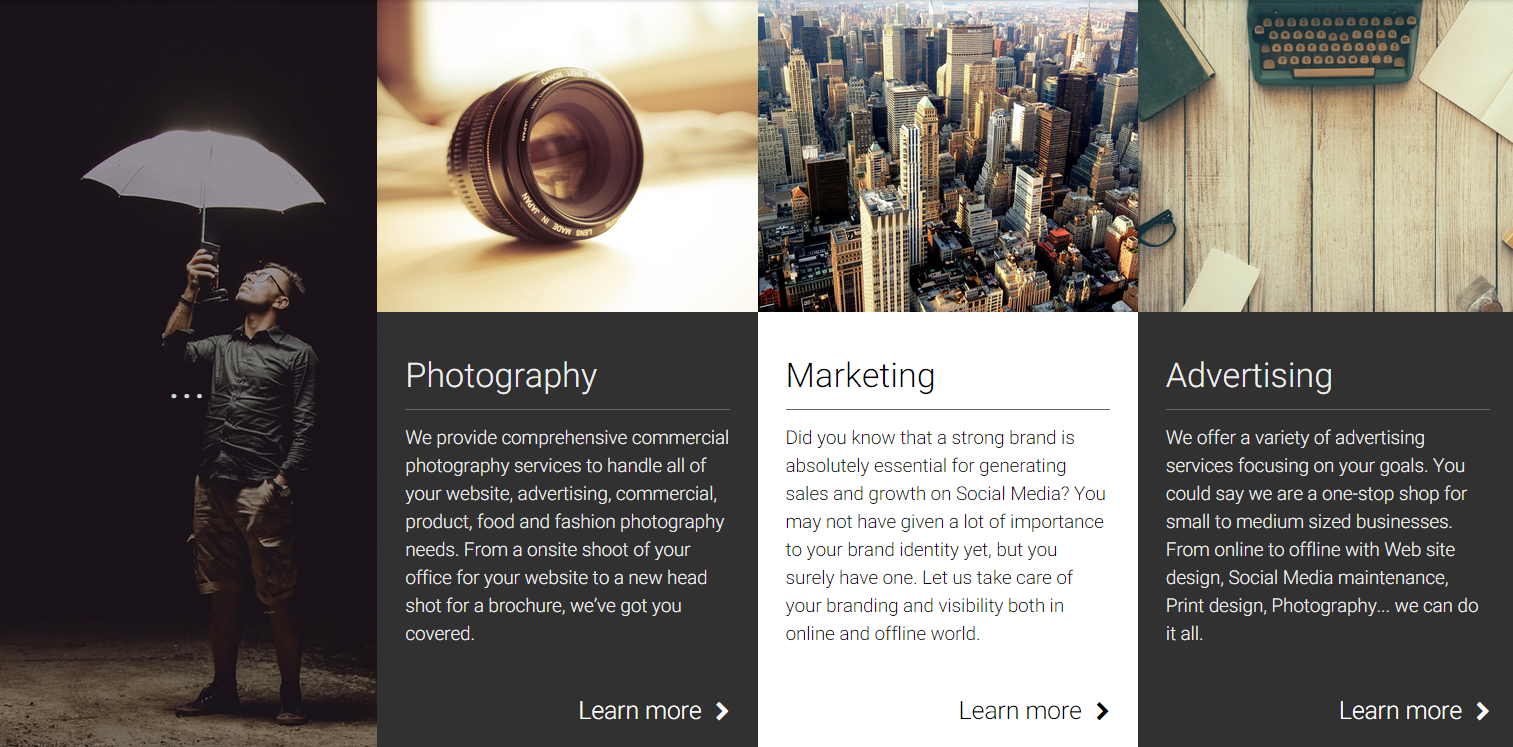 CANON LENS
JAPAN
LENS MADE IN JAPAN
Photography
We provide comprehensive commercial
photography services to handle all of
your website, advertising, commercial,
product, food and fashion photography
needs. From a onsite shoot of your
office for your website to a new head
shot for a brochure, we’ve got you
covered.
Learn more
Marketing
Did you know that a strong brand is
absolutely essential for generating
sales and growth on Social Media? You
may not have given a lot of importance
to your brand identity yet, but you
surely have one. Let us take care of
your branding and visibility both in
online and offline world.
Learn more
Advertising
We offer a variety of advertising
services focusing on your goals. You
could say we are a one-stop shop for
small to medium sized businesses.
From online to offline with Web site
design, Social Media maintenance,
Print design, Photography... we can do
it all.
Learn more